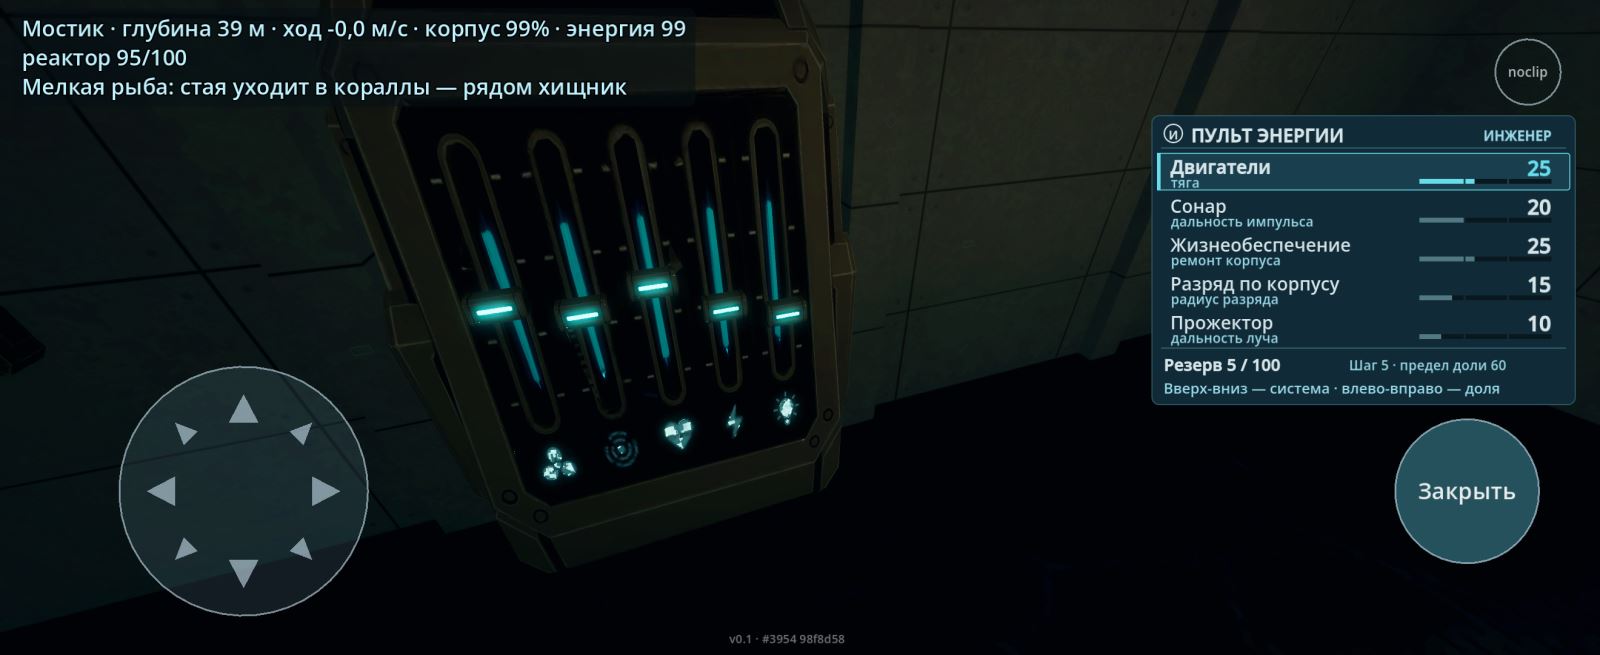 Мостик · глубина 39 м · ход -0,0 м/с · корпус 99% · энергия 99
реактор 95/100
Мелкая рыба: стая уходит в кораллы — рядом хищник
noclip
И ПУЛЬТ ЭНЕРГИИ ИНЖЕНЕР
Двигатели 25
тяга
Сонар 20
дальность импульса
Жизнеобеспечение 25
ремонт корпуса
Разряд по корпусу 15
радиус разряда
Прожектор 10
дальность луча
Резерв 5 / 100 Шаг 5 · предел доли 60
Вверх-вниз — система · влево-вправо — доля
Закрыть
v0.1 · #3954 98f8d58